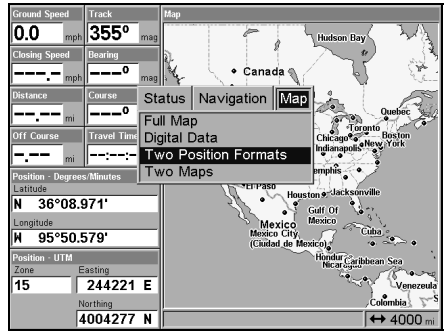 Ground Speed
0.0 mph
Track
355° mag
Closing Speed
---.-- mph
Bearing
---° mag
Distance
--.-- mi
Course
---°
Off Course
-.-- mi
Travel Time
--:--:-
Position - Degrees/Minutes
Latitude
N 36°08.971'
Longitude
W 95°50.579'
Position - UTM
Zone
15
Easting
244221 E
Northing
4004277 N
Map
Status Navigation Map
Full Map
Digital Data
Two Position Formats
Two Maps
Hudson Bay
Canada
Quebec
Toronto
Chicago
Boston
Indianapolis
New York
emphis
El Paso
Houston
Jacksonville
Gulf Of
Mexico
Mexico
Mexico City
(Ciudad de Mexico)
Cuba
Hondur
Caribbean Sea
Nicaragua
Venezuela
Colombia
↔ 4000 mi